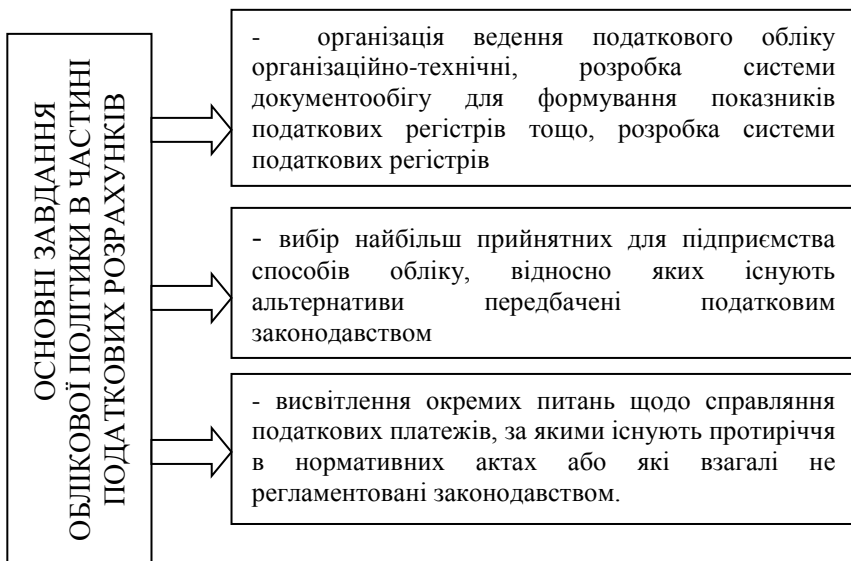 ОСНОВНІ ЗАВДАННЯ
ОБЛІКОВОЇ ПОЛІТИКИ В ЧАСТИНІ
ПОДАТКОВИХ РОЗРАХУНКІВ
- організація ведення податкового обліку
організаційно-технічні, розробка системи
документообігу для формування показників
податкових регістрів тощо, розробка системи
податкових регістрів
- вибір найбільш прийнятних для підприємства
способів обліку, відносно яких існують
альтернативи передбачені податковим
законодавством
- висвітлення окремих питань щодо справляння
податкових платежів, за якими існують протиріччя
в нормативних актах або які взагалі не
регламентовані законодавством.